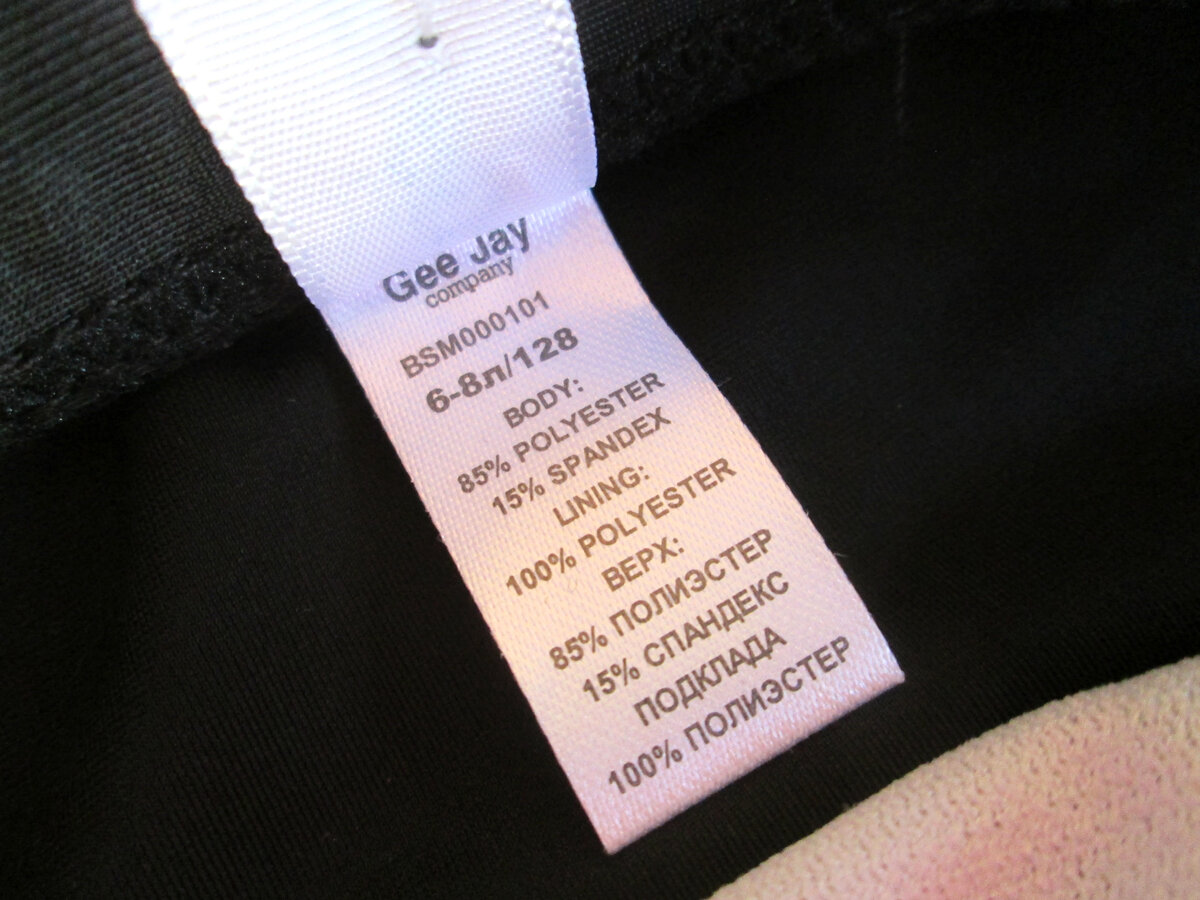 Gee Jay
company
BSM000101
6-8л/128
BODY:
85% POLYESTER
15% SPANDEX
LINING:
100% POLYESTER
ВЕРХ:
85% ПОЛИЭСТЕР
15% СПАНДЕКС
ПОДКЛАДА
100% ПОЛИЭСТЕР